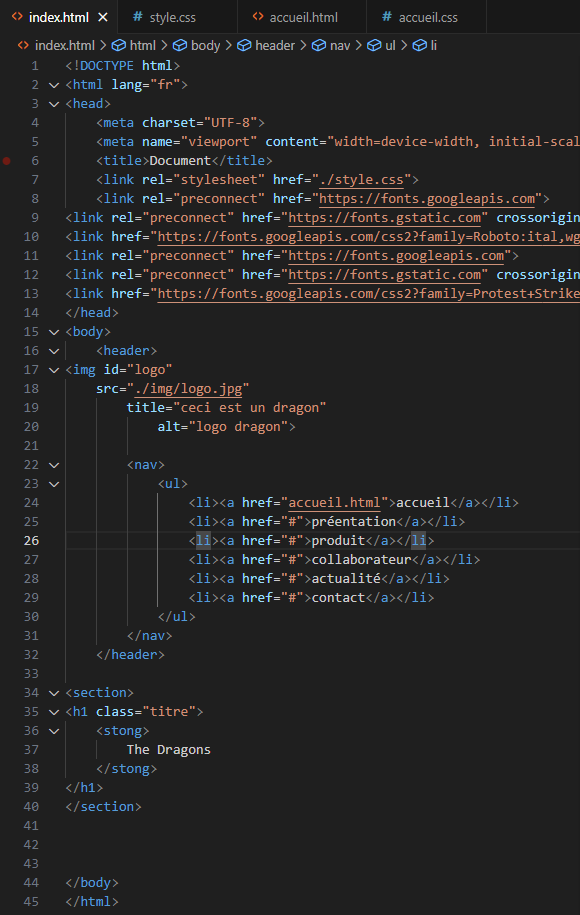 index.html × # style.css accueil.html # accueil.css
index.html > html > body > header > nav > ul > li
1 <!DOCTYPE html>
2 <html lang="fr">
3 <head>
4 <meta charset="UTF-8">
5 <meta name="viewport" content="width=device-width, initial-scal
6 <title>Document</title>
7 <link rel="stylesheet" href="./style.css">
8 <link rel="preconnect" href="https://fonts.googleapis.com">
9 <link rel="preconnect" href="https://fonts.gstatic.com" crossorigin
10 <link href="https://fonts.googleapis.com/css2?family=Roboto:ital,wg
11 <link rel="preconnect" href="https://fonts.googleapis.com">
12 <link rel="preconnect" href="https://fonts.gstatic.com" crossorigin
13 <link href="https://fonts.googleapis.com/css2?family=Protest+Strike
14 </head>
15 <body>
16 <header>
17 <img id="logo"
18 src="./img/logo.jpg"
19 title="ceci est un dragon"
20 alt="logo dragon">
21
22 <nav>
23 <ul>
24 <li><a href="accueil.html">accueil</a></li>
25 <li><a href="#">préentation</a></li>
26 <li><a href="#">produit</a></li>
27 <li><a href="#">collaborateur</a></li>
28 <li><a href="#">actualité</a></li>
29 <li><a href="#">contact</a></li>
30 </ul>
31 </nav>
32 </header>
33
34 <section>
35 <h1 class="titre">
36 <stong>
37 The Dragons
38 </stong>
39 </h1>
40 </section>
41
42
43
44 </body>
45 </html>